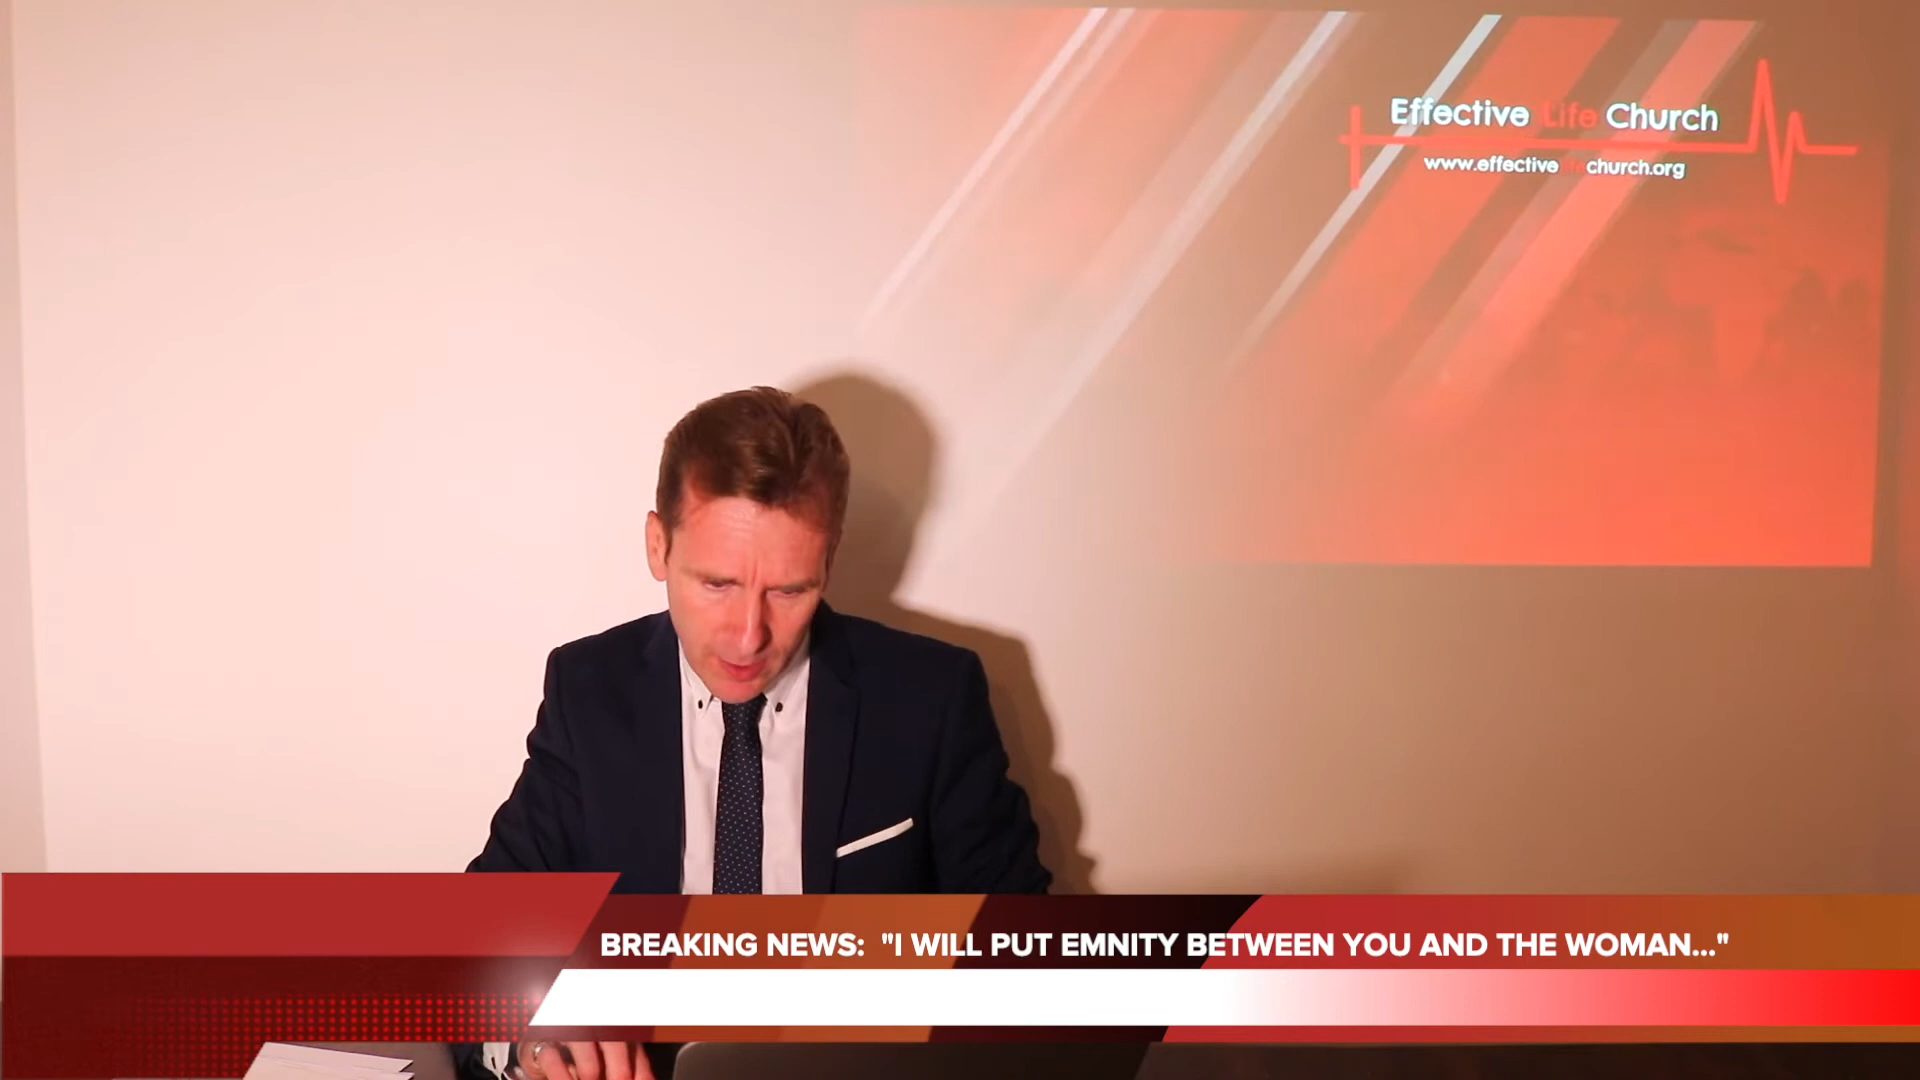 Effective Life Church
www.effectivelifechurch.org
BREAKING NEWS: "I WILL PUT EMNITY BETWEEN YOU AND THE WOMAN..."